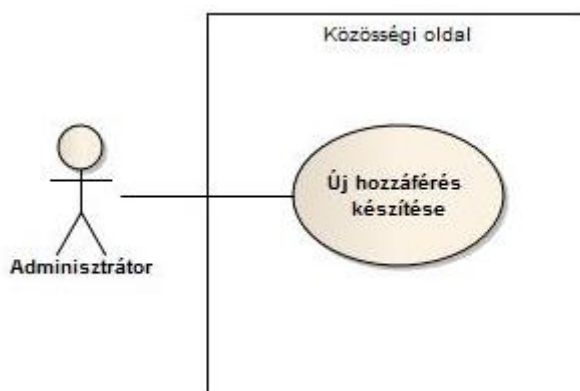 Közösségi oldal
Új hozzáférés
készítése
Adminisztrátor